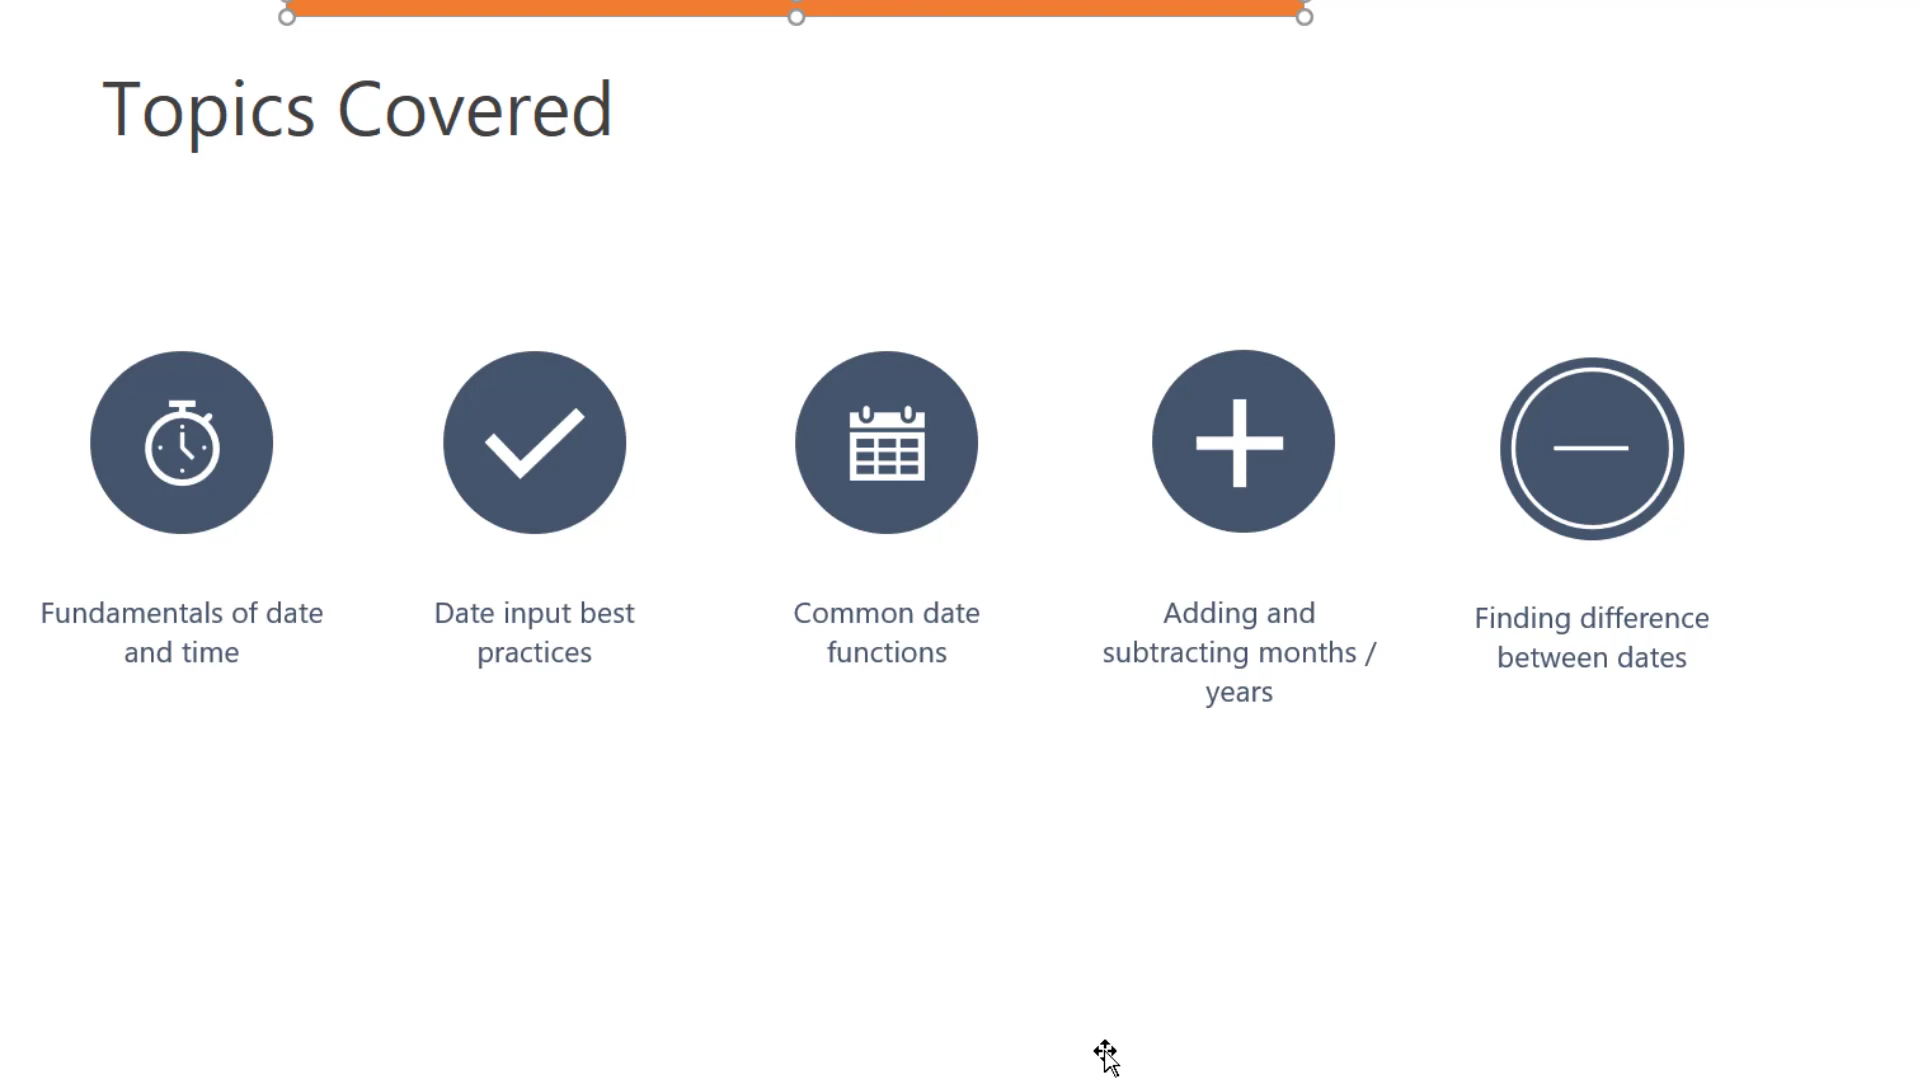 Topics Covered
Fundamentals of date
and time
Date input best
practices
Common date
functions
Adding and
subtracting months /
years
Finding difference
between dates